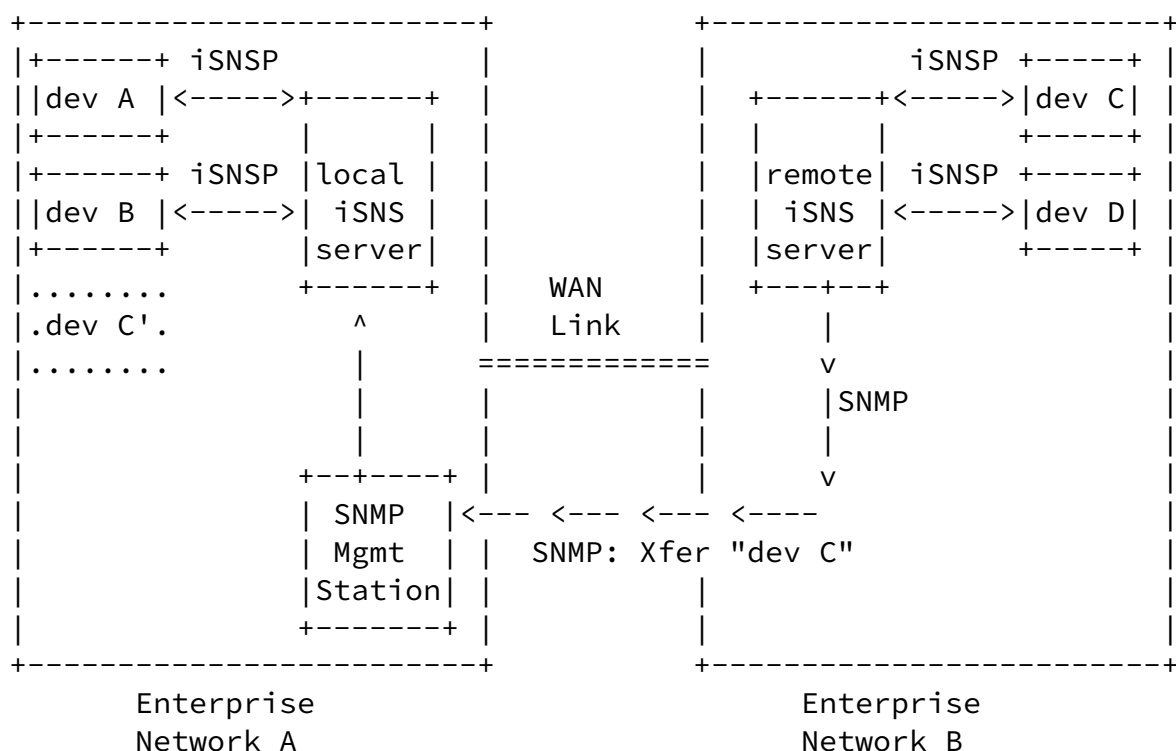 iSNSP iSNSP
dev A dev C
iSNSP local remote iSNSP
dev B iSNS iSNS dev D
server server
WAN
.dev C'. Link
SNMP
SNMP
Mgmt SNMP: Xfer "dev C"
Station
Enterprise Enterprise
Network A Network B